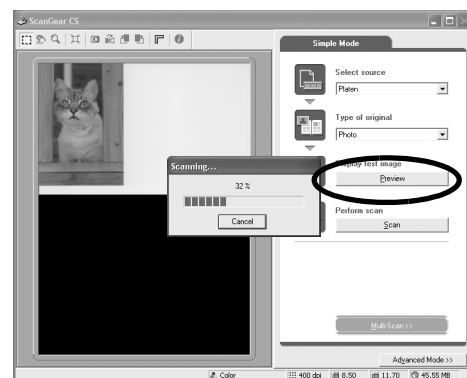 ScanGear CS
Simple Mode
Select source
Platen
Type of original
Photo
Display test image
Preview
Scanning...
32 %
Cancel
Perform scan
Scan
Multi-Scan >>
Advanced Mode >>
Color
400 dpi
8.50
11.70
45.55 MB